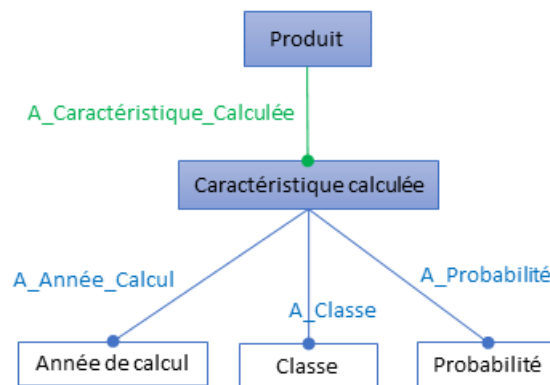 Produit
A_Caractéristique_Calculée
Caractéristique calculée
A_Année_Calcul
A_Classe
A_Probabilité
Année de calcul
Classe
Probabilité